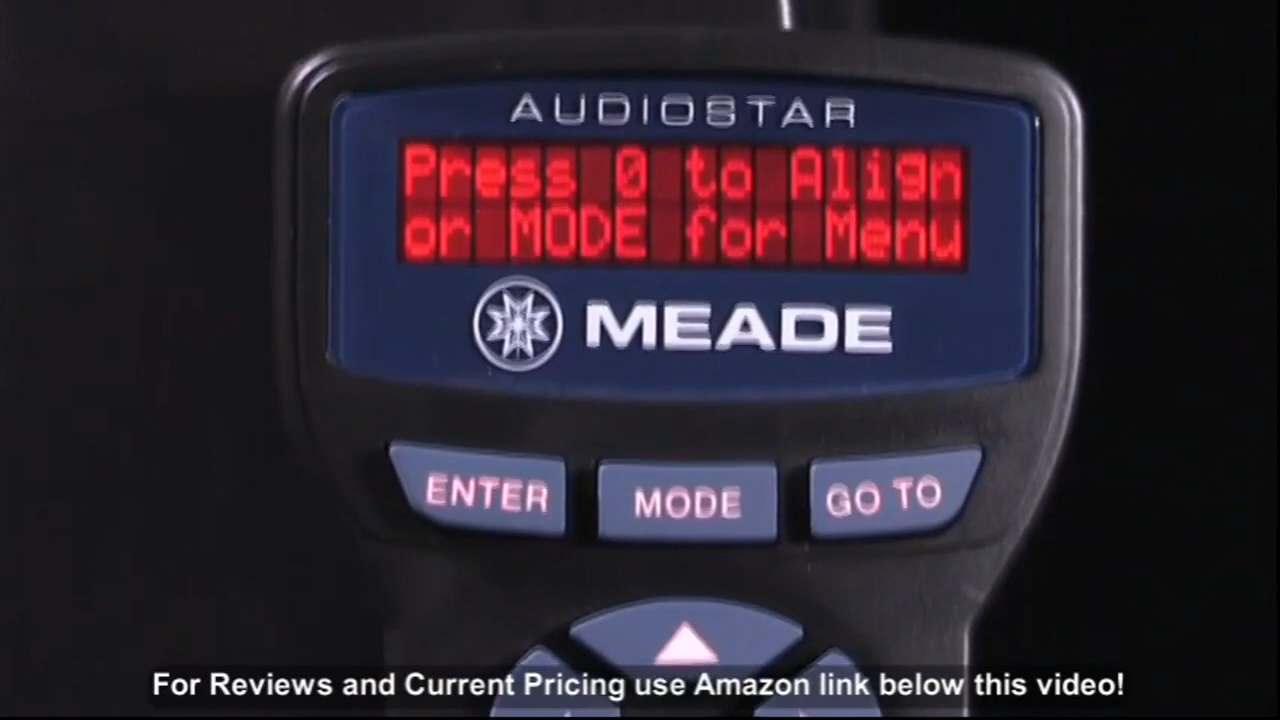 AUDIOSTAR
Press 0 to Align
or MODE for Menu
MEADE
ENTER
MODE
GO TO
For Reviews and Current Pricing use Amazon link below this video!